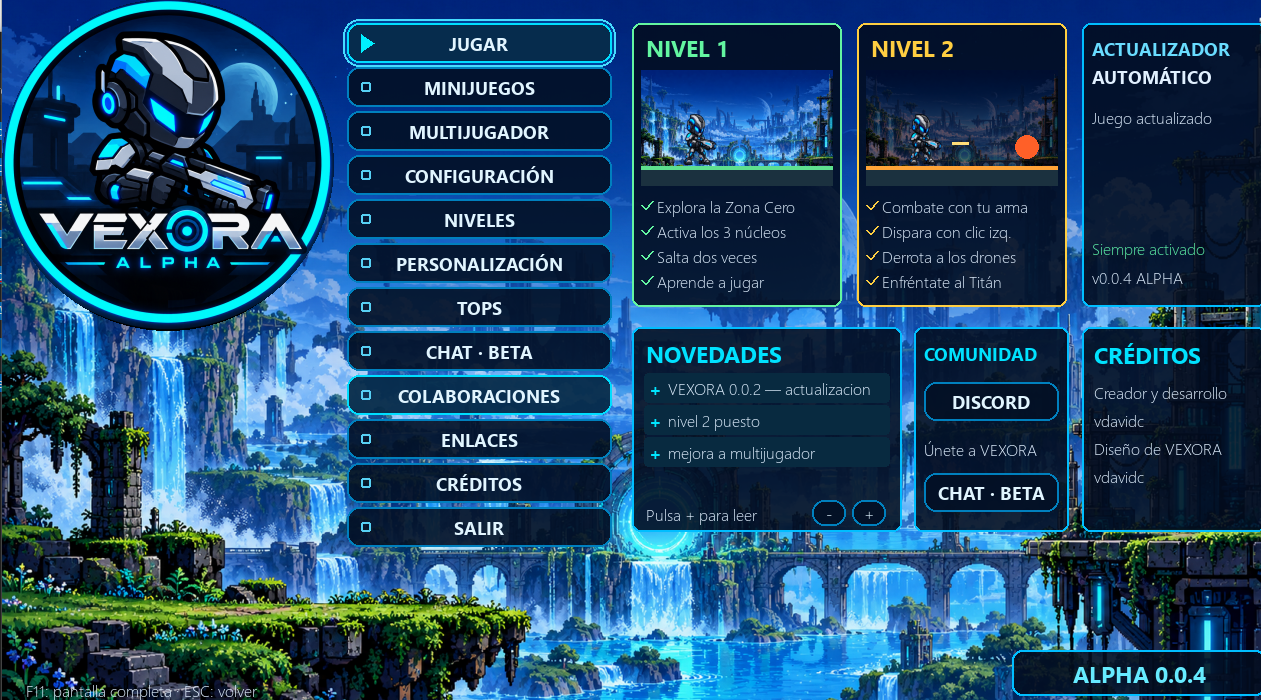 VEXORA
ALPHA
JUGAR
MINIJUEGOS
MULTIJUGADOR
CONFIGURACIÓN
NIVELES
PERSONALIZACIÓN
TOPS
CHAT · BETA
COLABORACIONES
ENLACES
CRÉDITOS
SALIR
NIVEL 1
Explora la Zona Cero
Activa los 3 núcleos
Salta dos veces
Aprende a jugar
NIVEL 2
Combate con tu arma
Dispara con clic izq.
Derrota a los drones
Enfréntate al Titán
ACTUALIZADOR
AUTOMÁTICO
Juego actualizado
Siempre activado
v0.0.4 ALPHA
NOVEDADES
+ VEXORA 0.0.2 — actualizacion
+ nivel 2 puesto
+ mejora a multijugador
Pulsa + para leer
- +
COMUNIDAD
DISCORD
Únete a VEXORA
CHAT · BETA
CRÉDITOS
Creador y desarrollo
vdavidc
Diseño de VEXORA
vdavidc
ALPHA 0.0.4
F11: pantalla completa · ESC: volver